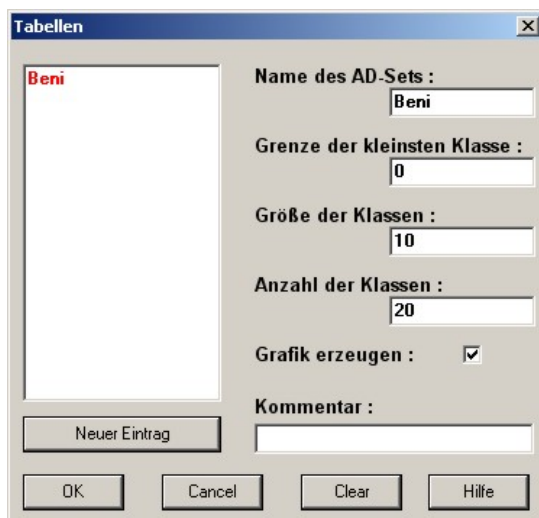 Tabellen
Beni
Name des AD-Sets :
Beni
Grenze der kleinsten Klasse :
0
Größe der Klassen :
10
Anzahl der Klassen :
20
Grafik erzeugen :
Kommentar :
Neuer Eintrag
OK Cancel Clear Hilfe